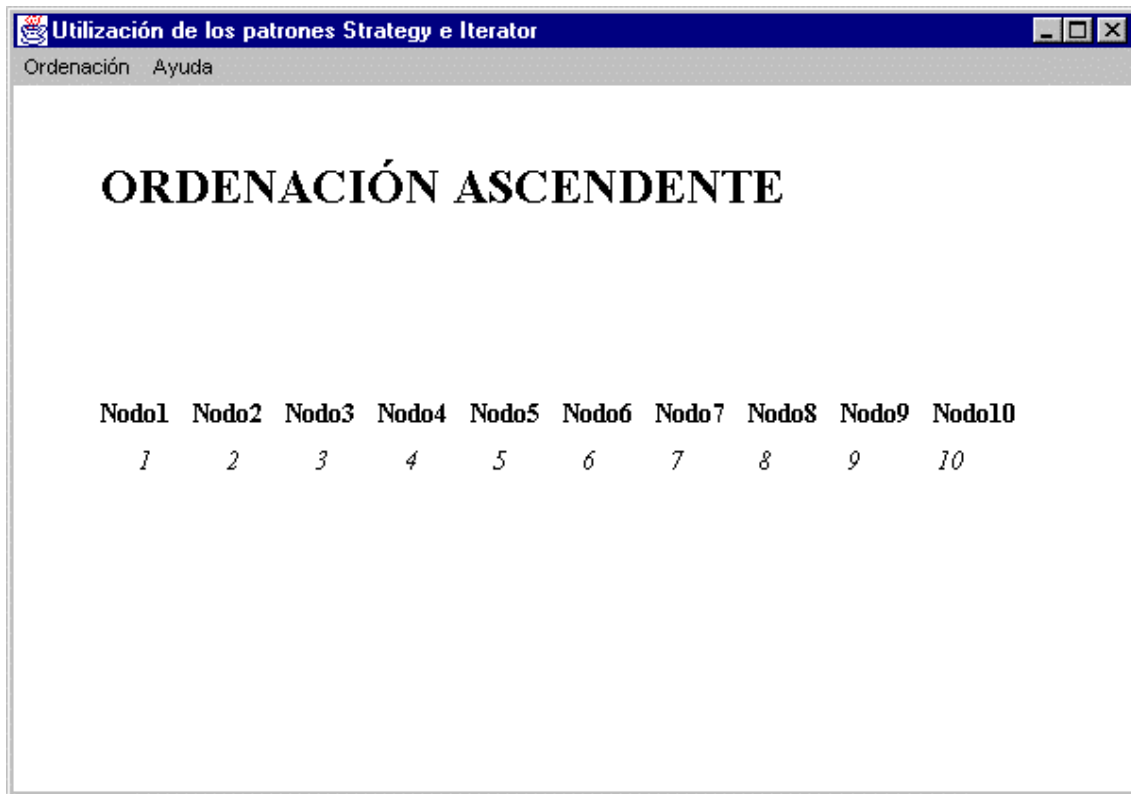 Utilización de los patrones Strategy e Iterator
Ordenación Ayuda
ORDENACIÓN ASCENDENTE
Nodo1 Nodo2 Nodo3 Nodo4 Nodo5 Nodo6 Nodo7 Nodo8 Nodo9 Nodo10
1 2 3 4 5 6 7 8 9 10